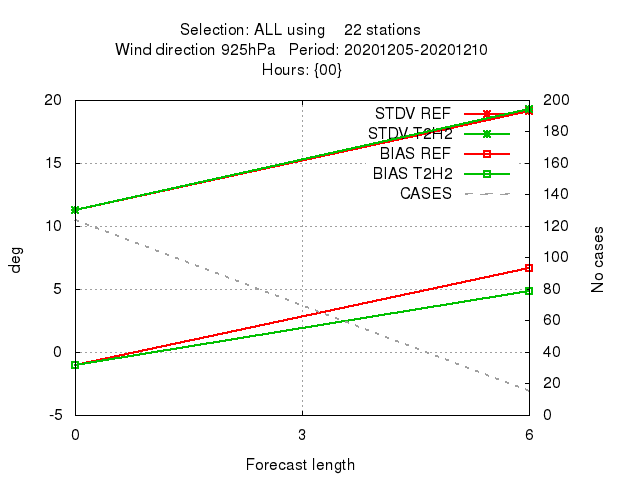 Selection: ALL using 22 stations
Wind direction 925hPa Period: 20201205-20201210
Hours: {00}
20 200
STDV REF
STDV T2H2 180
15 BIAS REF 160
BIAS T2H2
CASES 140
10 120
100
5 80
60
0 40
20
-5 0
0 3 6
deg
No cases
Forecast length